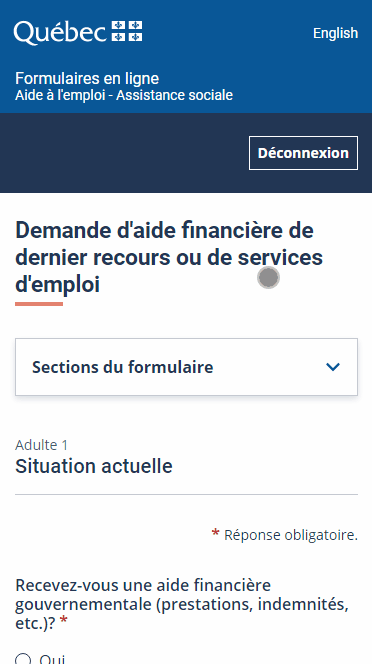 Québec
English
Formulaires en ligne
Aide à l'emploi - Assistance sociale
Déconnexion
Demande d'aide financière de
dernier recours ou de services
d'emploi
Sections du formulaire
Adulte 1
Situation actuelle
* Réponse obligatoire.
Recevez-vous une aide financière
gouvernementale (prestations, indemnités,
etc.)? *
Oui